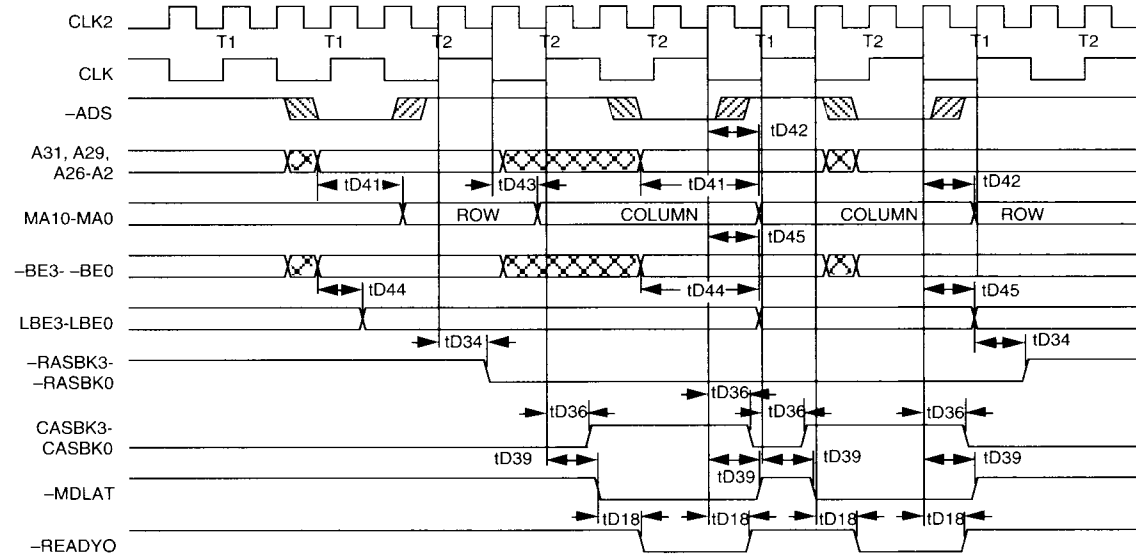 CLK2
T1 T1 T2 T2 T2 T1 T2 T1 T2
CLK
–ADS
tD42
A31, A29,
A26-A2
tD41 tD43 tD41 tD42
MA10-MA0 ROW COLUMN COLUMN ROW
tD45
–BE3- –BE0
tD44 tD44 tD45
LBE3-LBE0
tD34 tD34
–RASBK3-
–RASBK0
tD36 tD36 tD36 tD36
CASBK3-
CASBK0
tD39 tD39 tD39 tD39
–MDLAT
tD18 tD18 tD18 tD18
–READYO